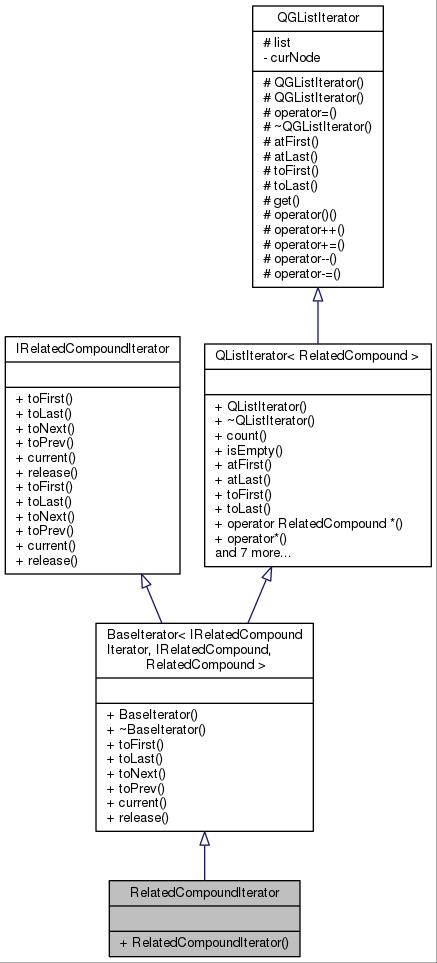 QGListIterator
# list
- curNode
# QGListIterator()
# QGListIterator()
# operator=()
# ~QGListIterator()
# atFirst()
# atLast()
# toFirst()
# toLast()
# get()
# operator()()
# operator++()
# operator+=()
# operator--()
# operator-=()
IRelatedCompoundIterator
+ toFirst()
+ toLast()
+ toNext()
+ toPrev()
+ current()
+ release()
+ toFirst()
+ toLast()
+ toNext()
+ toPrev()
+ current()
+ release()
QListIterator< RelatedCompound >
+ QListIterator()
+ ~QListIterator()
+ count()
+ isEmpty()
+ atFirst()
+ atLast()
+ toFirst()
+ toLast()
+ operator RelatedCompound *()
+ operator*()
and 7 more...
BaseIterator< IRelatedCompound
Iterator, IRelatedCompound,
RelatedCompound >
+ BaseIterator()
+ ~BaseIterator()
+ toFirst()
+ toLast()
+ toNext()
+ toPrev()
+ current()
+ release()
RelatedCompoundIterator
+ RelatedCompoundIterator()